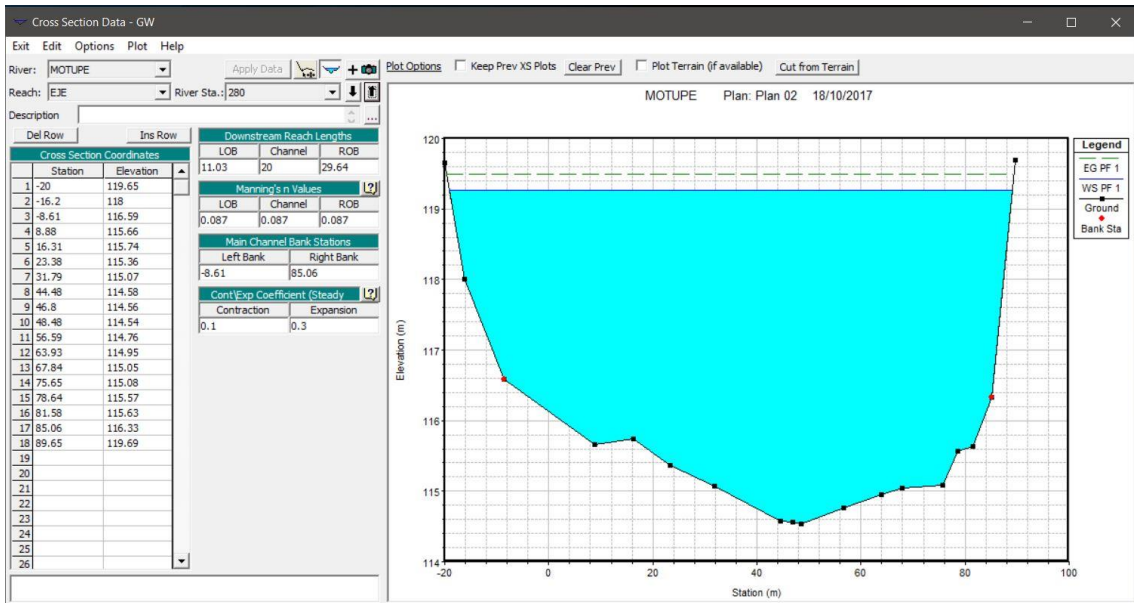 Cross Section Data - GW
Exit Edit Options Plot Help
River: MOTUPE Apply Data
Reach: EJE River Sta.: 280
Description ...
Plot Options Keep Prev XS Plots Clear Prev Plot Terrain (if available) Cut from Terrain
Del Row Ins Row
Cross Section Coordinates
Station Elevation
1 -20 119.65
2 -16.2 118
3 -8.61 116.59
4 8.88 115.66
5 16.31 115.74
6 23.38 115.36
7 31.79 115.07
8 44.48 114.58
9 46.8 114.56
10 48.48 114.54
11 56.59 114.76
12 63.93 114.95
13 67.84 115.05
14 75.65 115.08
15 78.64 115.57
16 81.58 115.63
17 85.06 116.33
18 89.65 119.69
19
20
21
22
23
24
25
26
Downstream Reach Lengths
LOB Channel ROB
11.03 20 29.64
Manning's n Values ?
LOB Channel ROB
0.087 0.087 0.087
Main Channel Bank Stations
Left Bank Right Bank
-8.61 85.06
Cont\Exp Coefficient (Steady ?
Contraction Expansion
0.1 0.3
MOTUPE Plan: Plan 02 18/10/2017
120
119
118
117
116
115
114
Elevation (m)
-20 0 20 40 60 80 100
Station (m)
Legend
EG PF 1
WS PF 1
Ground
Bank Sta